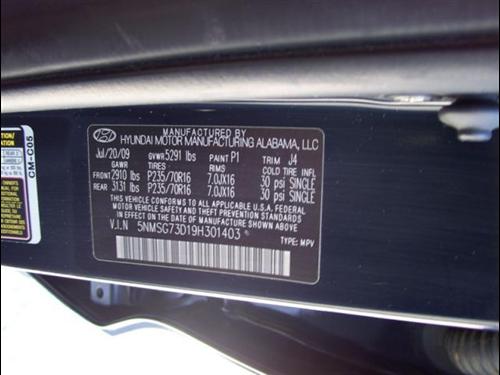 MANUFACTURED BY
HYUNDAI MOTOR MANUFACTURING ALABAMA, LLC
Jul/20/09 GVWR 5291 lbs PAINT P1 TRIM J4
GAWR TIRES RIMS COLD TIRE INFL
FRONT 2910 lbs P235/70R16 7.0JX16 30 psi SINGLE
REAR 3131 lbs P235/70R16 7.0JX16 30 psi SINGLE
THIS VEHICLE CONFORMS TO ALL APPLICABLE U.S.A. FEDERAL
MOTOR VEHICLE SAFETY AND THEFT PREVENTION STANDARDS
IN EFFECT ON THE DATE OF MANUFACTURE SHOWN ABOVE.
V.I.N 5NMSG73D19H301403
TYPE: MPV
CM-C05